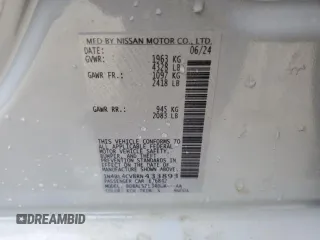 MFD BY NISSAN MOTOR CO., LTD.
DATE: 06/24
GVWR: 1963 KG
4328 LB
GAWR FR: 1097 KG
2418 LB
GAWR RR: 945 KG
2083 LB
THIS VEHICLE CONFORMS TO ALL
APPLICABLE FEDERAL MOTOR VEHICLE
SAFETY,
BUMPER, AND THEFT
PREVENTION STANDARDS IN EFFECT
ON THE DATE OF MANUFACTURE
SHOWN ABOVE.
PASSENGER CAR